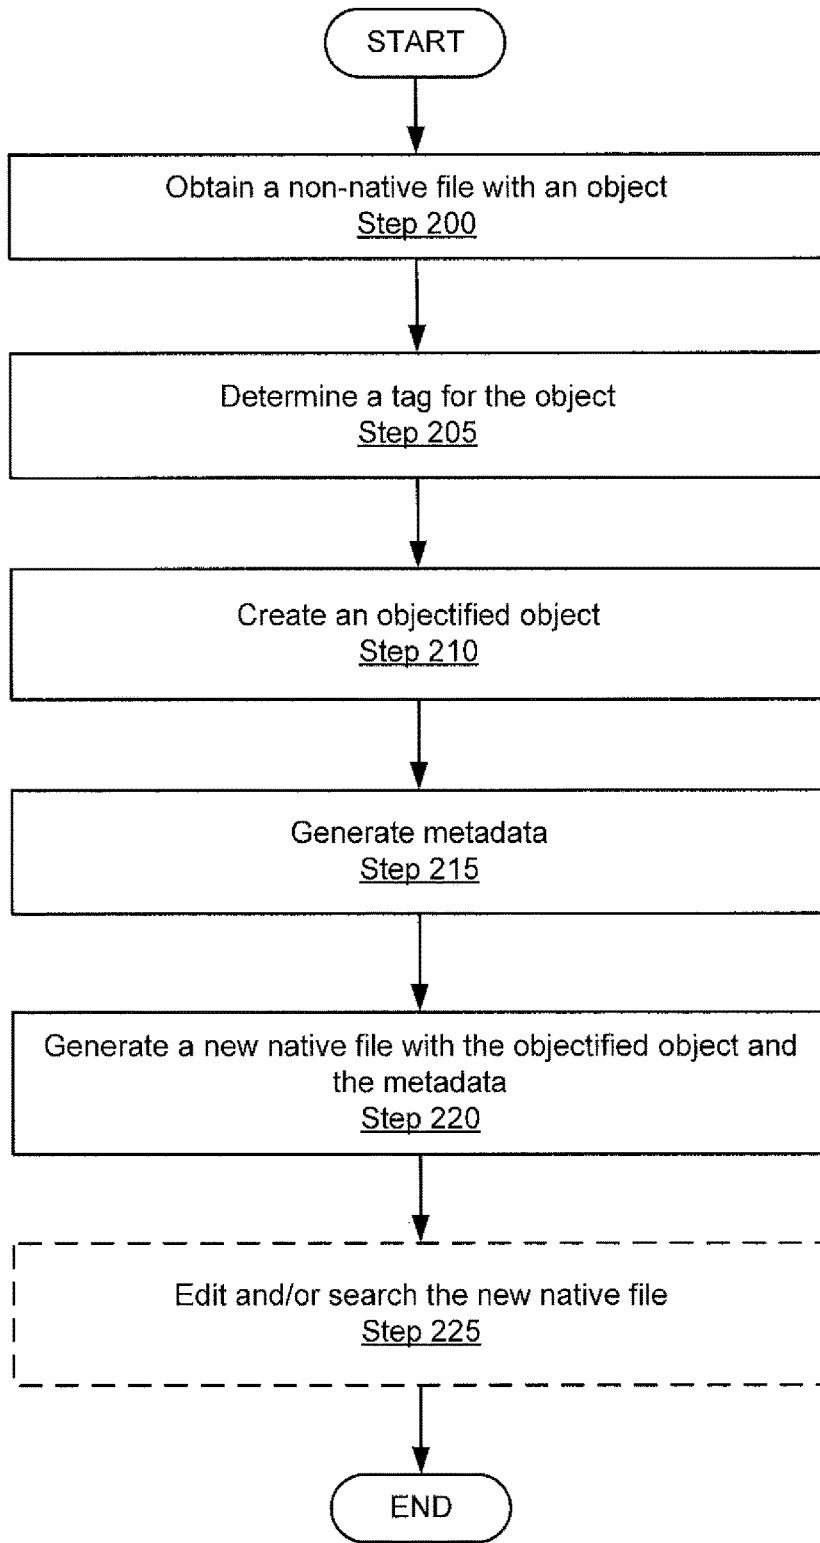 START
Obtain a non-native file with an object
Step 200
Determine a tag for the object
Step 205
Create an objectified object
Step 210
Generate metadata
Step 215
Generate a new native file with the objectified object and
the metadata
Step 220
Edit and/or search the new native file
Step 225
END